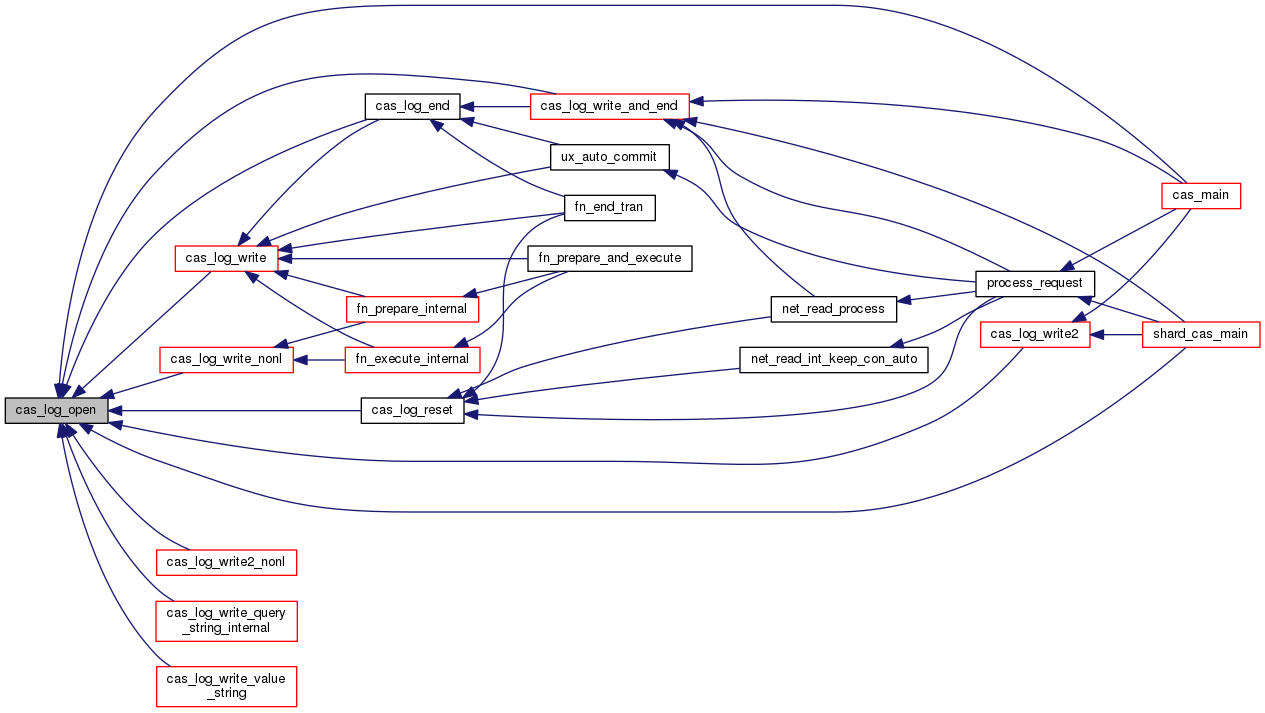 cas_log_end
cas_log_write_and_end
ux_auto_commit
cas_main
fn_end_tran
cas_log_write
fn_prepare_and_execute
process_request
fn_prepare_internal
net_read_process
cas_log_write2
shard_cas_main
cas_log_write_nonl
fn_execute_internal
net_read_int_keep_con_auto
cas_log_open
cas_log_reset
cas_log_write2_nonl
cas_log_write_query
_string_internal
cas_log_write_value
_string